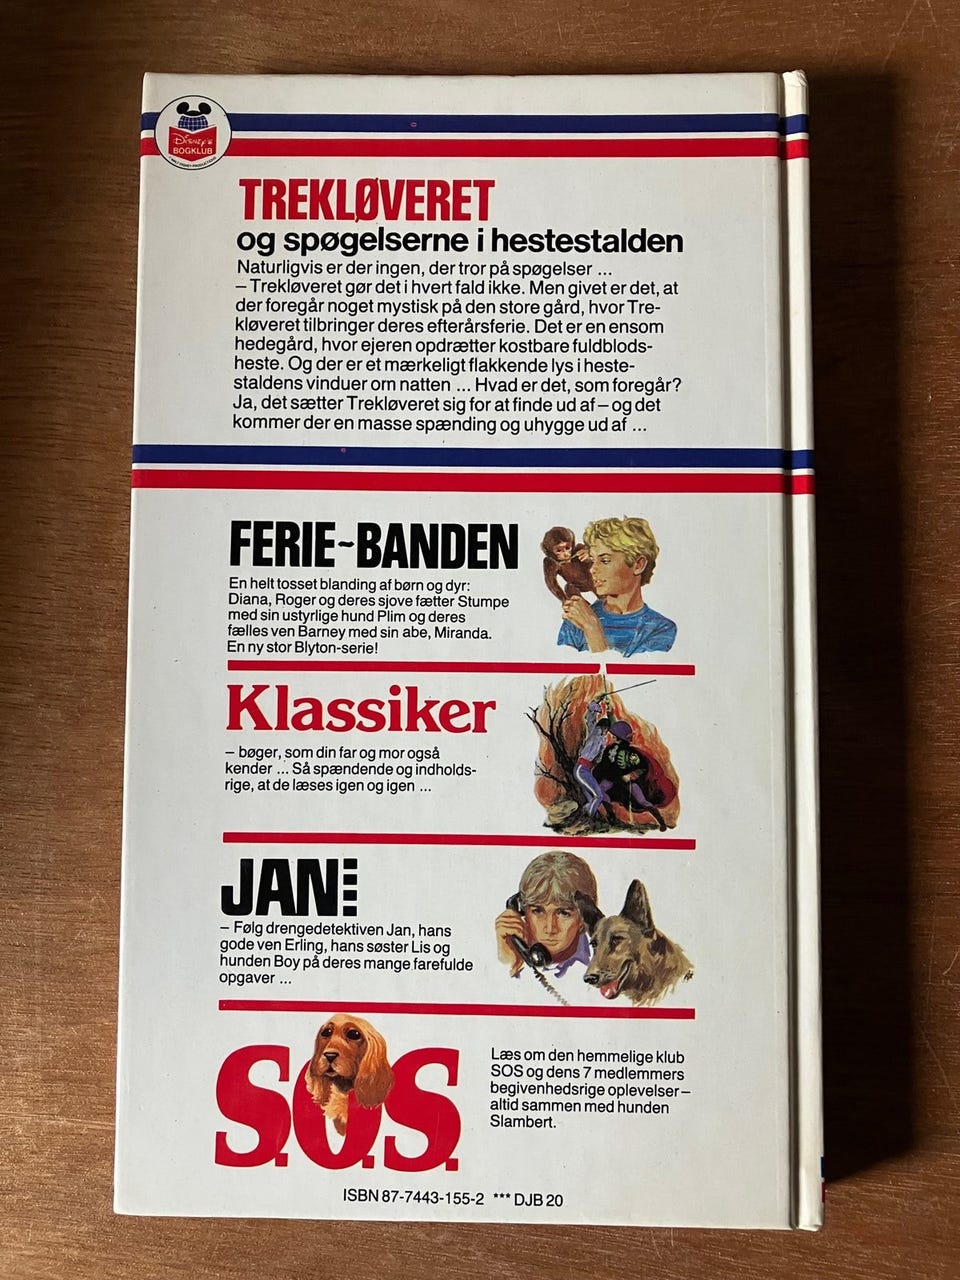 Disney's
BOGKLUB
TREKLØVERET
og spøgelserne i hestestalden
Naturligvis er der ingen, der tror på spøgelser ...
– Trekløveret gør det i hvert fald ikke. Men givet er det, at
der foregår noget mystisk på den store gård, hvor Tre-
kløveret tilbringer deres efterårsferie. Det er en ensom
hedegård, hvor ejeren opdrætter kostbare fuldblods-
heste. Og der er et mærkeligt flakkende lys i heste-
staldens vinduer om natten ... Hvad er det, som foregår?
Ja, det sætter Trekløveret sig for at finde ud af – og det
kommer der en masse spænding og uhygge ud af ...
FERIE-BANDEN
En helt tosset blanding af børn og dyr:
Diana, Roger og deres sjove fætter Stumpe
med sin ustyrlige hund Plim og deres
fælles ven Barney med sin abe, Miranda.
En ny stor Blyton-serie!
Klassiker
– bøger, som din far og mor også
kender ... Så spændende og indholds-
rige, at de læses igen og igen ...
JAN
– Følg drengedetektiven Jan, hans
gode ven Erling, hans søster Lis og
hunden Boy på deres mange farefulde
opgaver ...
S.O.S.
Læs om den hemmelige klub
SOS og dens 7 medlemmers
begivenhedsrige oplevelser –
altid sammen med hunden
Slambert.
ISBN 87-7443-155-2 *** DJB 20